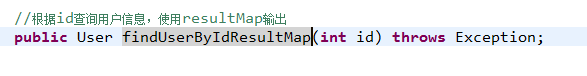 //根据id查询用户信息，使用resultMap输出
public User findUserByIdResultMap(int id) throws Exception;